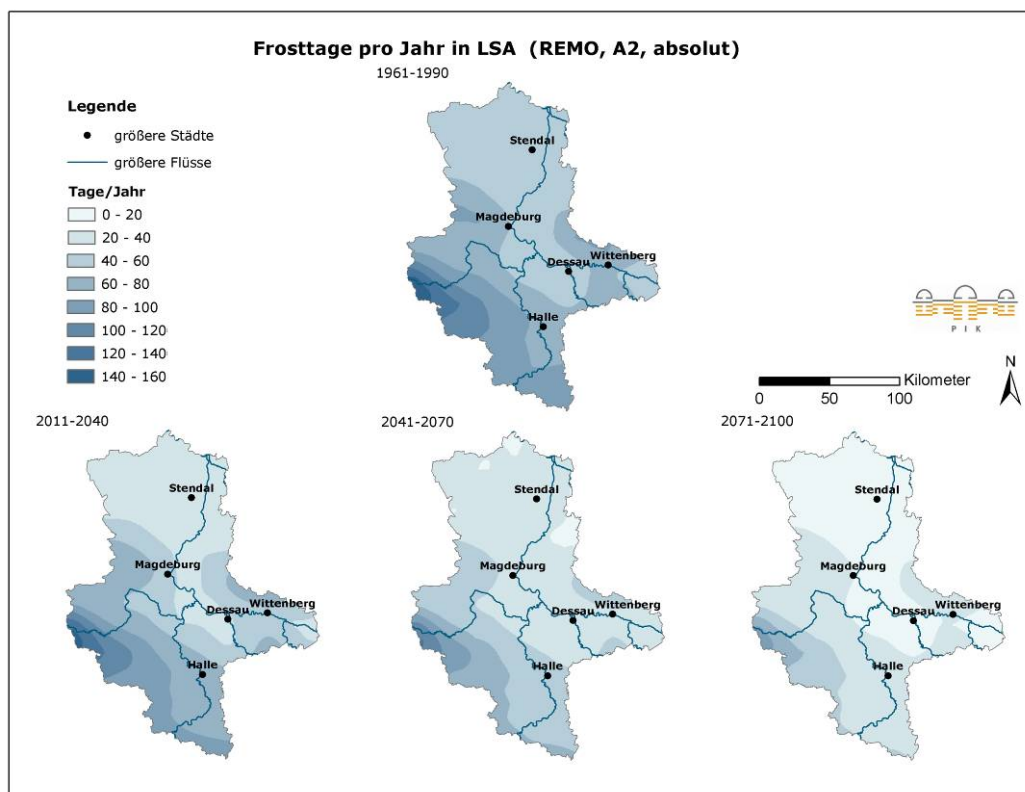 Frosttage pro Jahr in LSA (REMO, A2, absolut)
1961-1990
Legende
größere Städte
größere Flüsse
Tage/Jahr
0 - 20
20 - 40
40 - 60
60 - 80
80 - 100
100 - 120
120 - 140
140 - 160
Stendal
Magdeburg
Dessau
Wittenberg
Halle
P I K
N
Kilometer
0 50 100
2011-2040
Stendal
Magdeburg
Dessau
Wittenberg
Halle
2041-2070
Stendal
Magdeburg
Dessau
Wittenberg
Halle
2071-2100
Stendal
Magdeburg
Dessau
Wittenberg
Halle